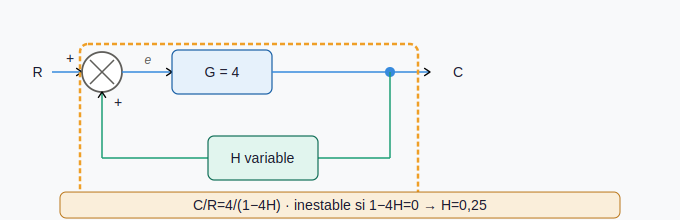 +
e
R
G = 4
C
+
H variable
C/R=4/(1−4H) · inestable si 1−4H=0 → H=0,25